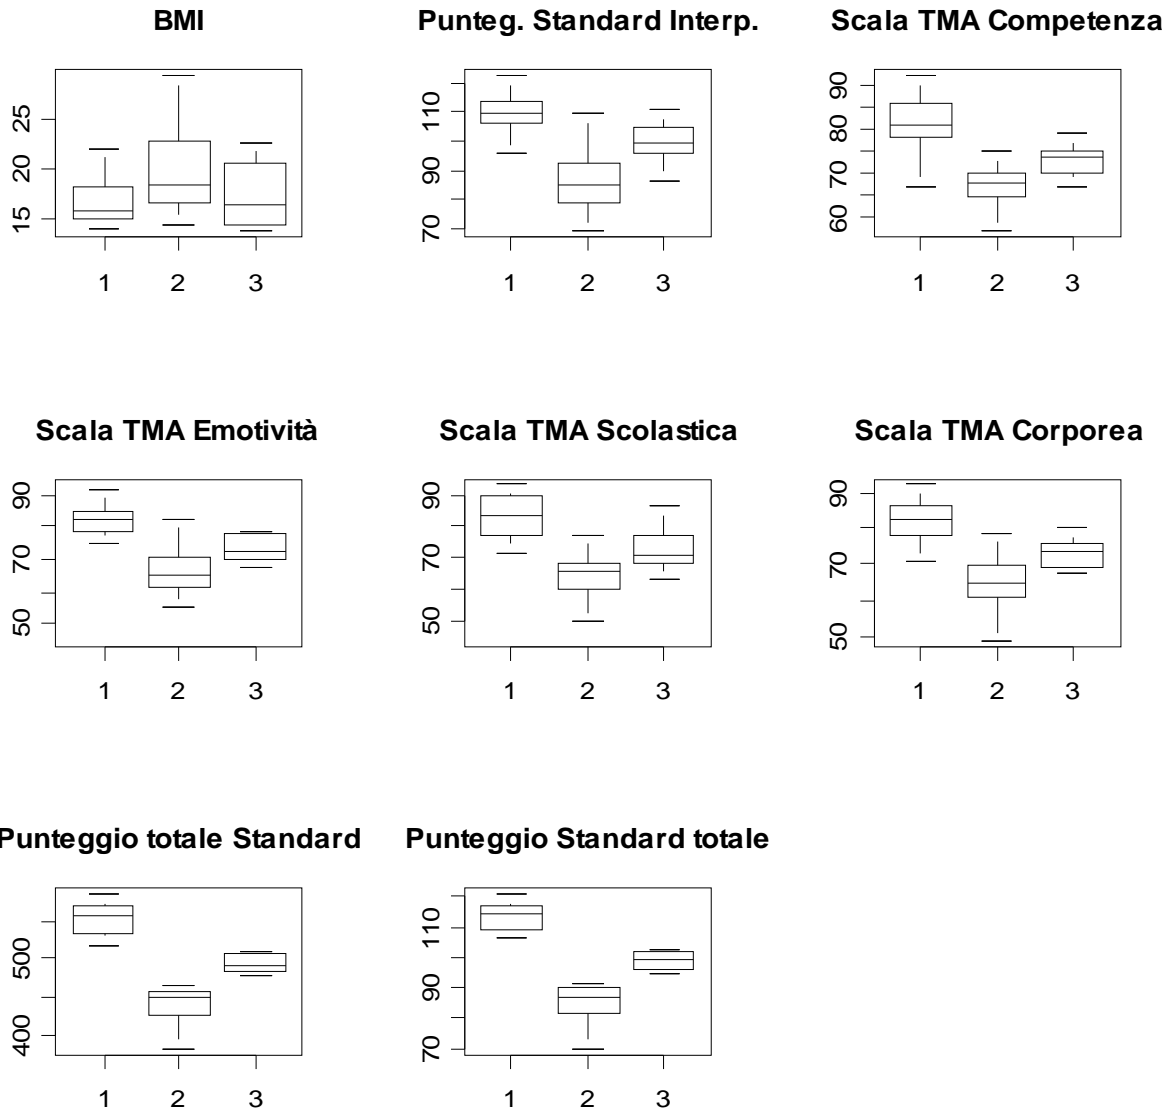 BMI
Punteg. Standard Interp.
Scala TMA Competenza
25
20
15
1 2 3
110
90
70
1 2 3
90
80
70
60
1 2 3
Scala TMA Emotività
Scala TMA Scolastica
Scala TMA Corporea
90
70
50
1 2 3
90
70
50
1 2 3
90
70
50
1 2 3
Punteggio totale Standard
Punteggio Standard totale
500
400
1 2 3
110
90
70
1 2 3